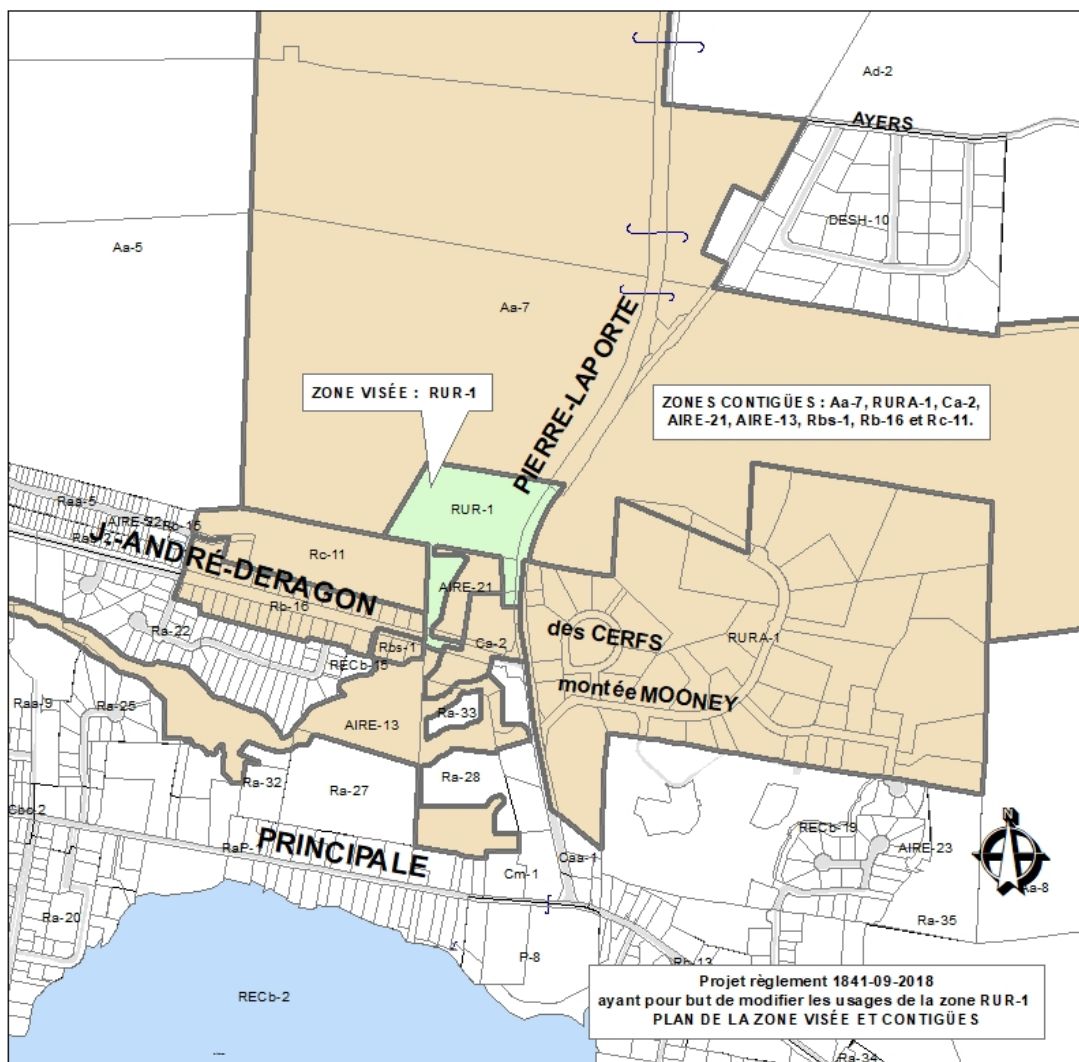 Ad-2
AYERS
DESH-10
Aa-5
Aa-7
PIERRE-LAPORTE
ZONE VISÉE : RUR-1
ZONES CONTIGÜES : Aa-7, RURA-1, Ca-2,
AIRE-21, AIRE-13, Rbs-1, Rb-16 et Rc-11.
RUR-1
Raa-5
Rb-15
J.-ANDRÉ-DERAGON
Rc-11
AIRE-21
Rb-16
Ra-22
Rbs-1
Ca-2
des CERFS
RURA-1
RECb-15
montée MOONEY
Raa-9
Ra-25
AIRE-13
Ra-33
Ra-32
Ra-27
Ra-28
PRINCIPALE
Caa-1
RECb-19
AIRE-23
N
Aa-8
Cm-1
Ra-20
Ra-35
P-8
Rb-13
RECb-2
Projet règlement 1841-09-2018
ayant pour but de modifier les usages de la zone RUR-1
PLAN DE LA ZONE VISÉE ET CONTIGÜES
Ra-34